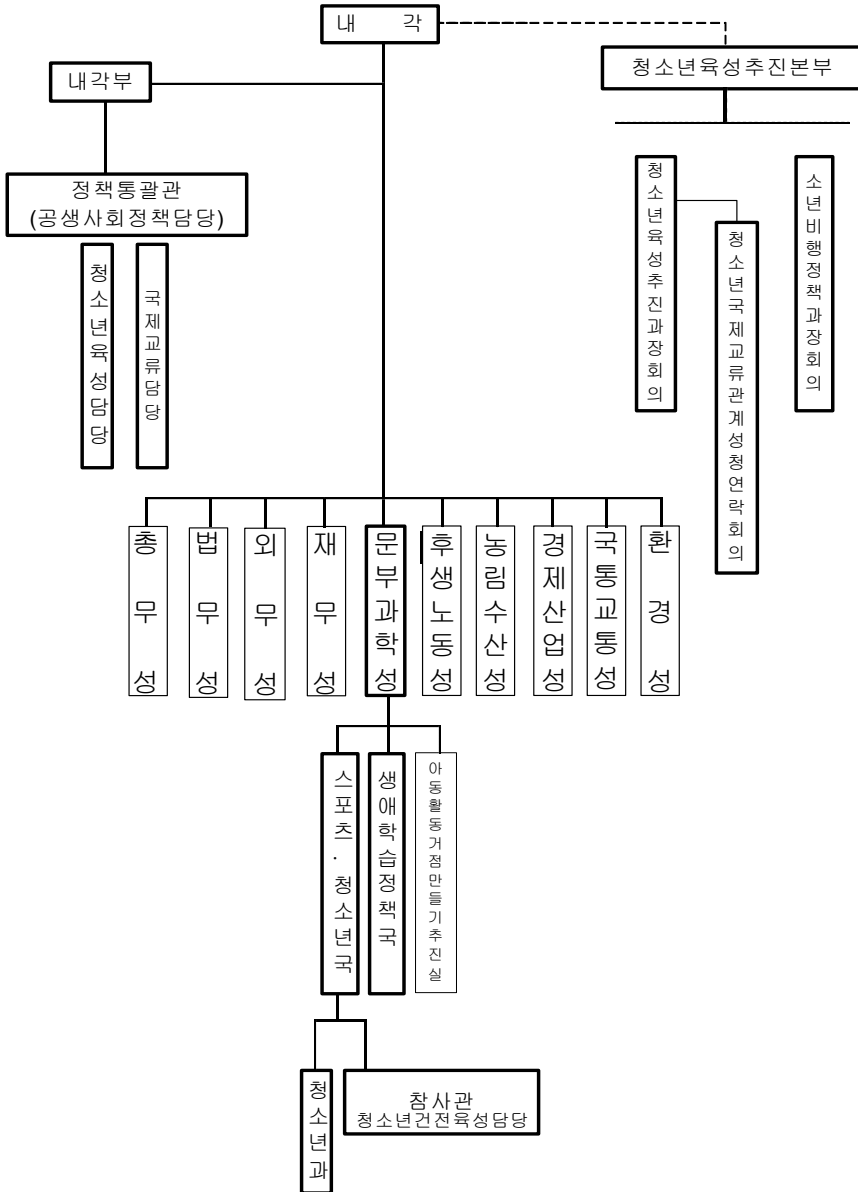 내 각
청소년육성추진본부
내각부
정책통괄관
(공생사회정책담당)
청소년육성담당
국제교류담당
청소년육성추진과장회의
청소년국제교류관계성청연락회의
소년비행정책과장회의
총무성
법무성
외무성
재무성
문부과학성
후생노동성
농림수산성
경제산업성
국통교통성
환경성
스포츠·청소년국
생애학습정책국
아동활동거점만들기추진실
청소년과
참사관
청소년건전육성담당